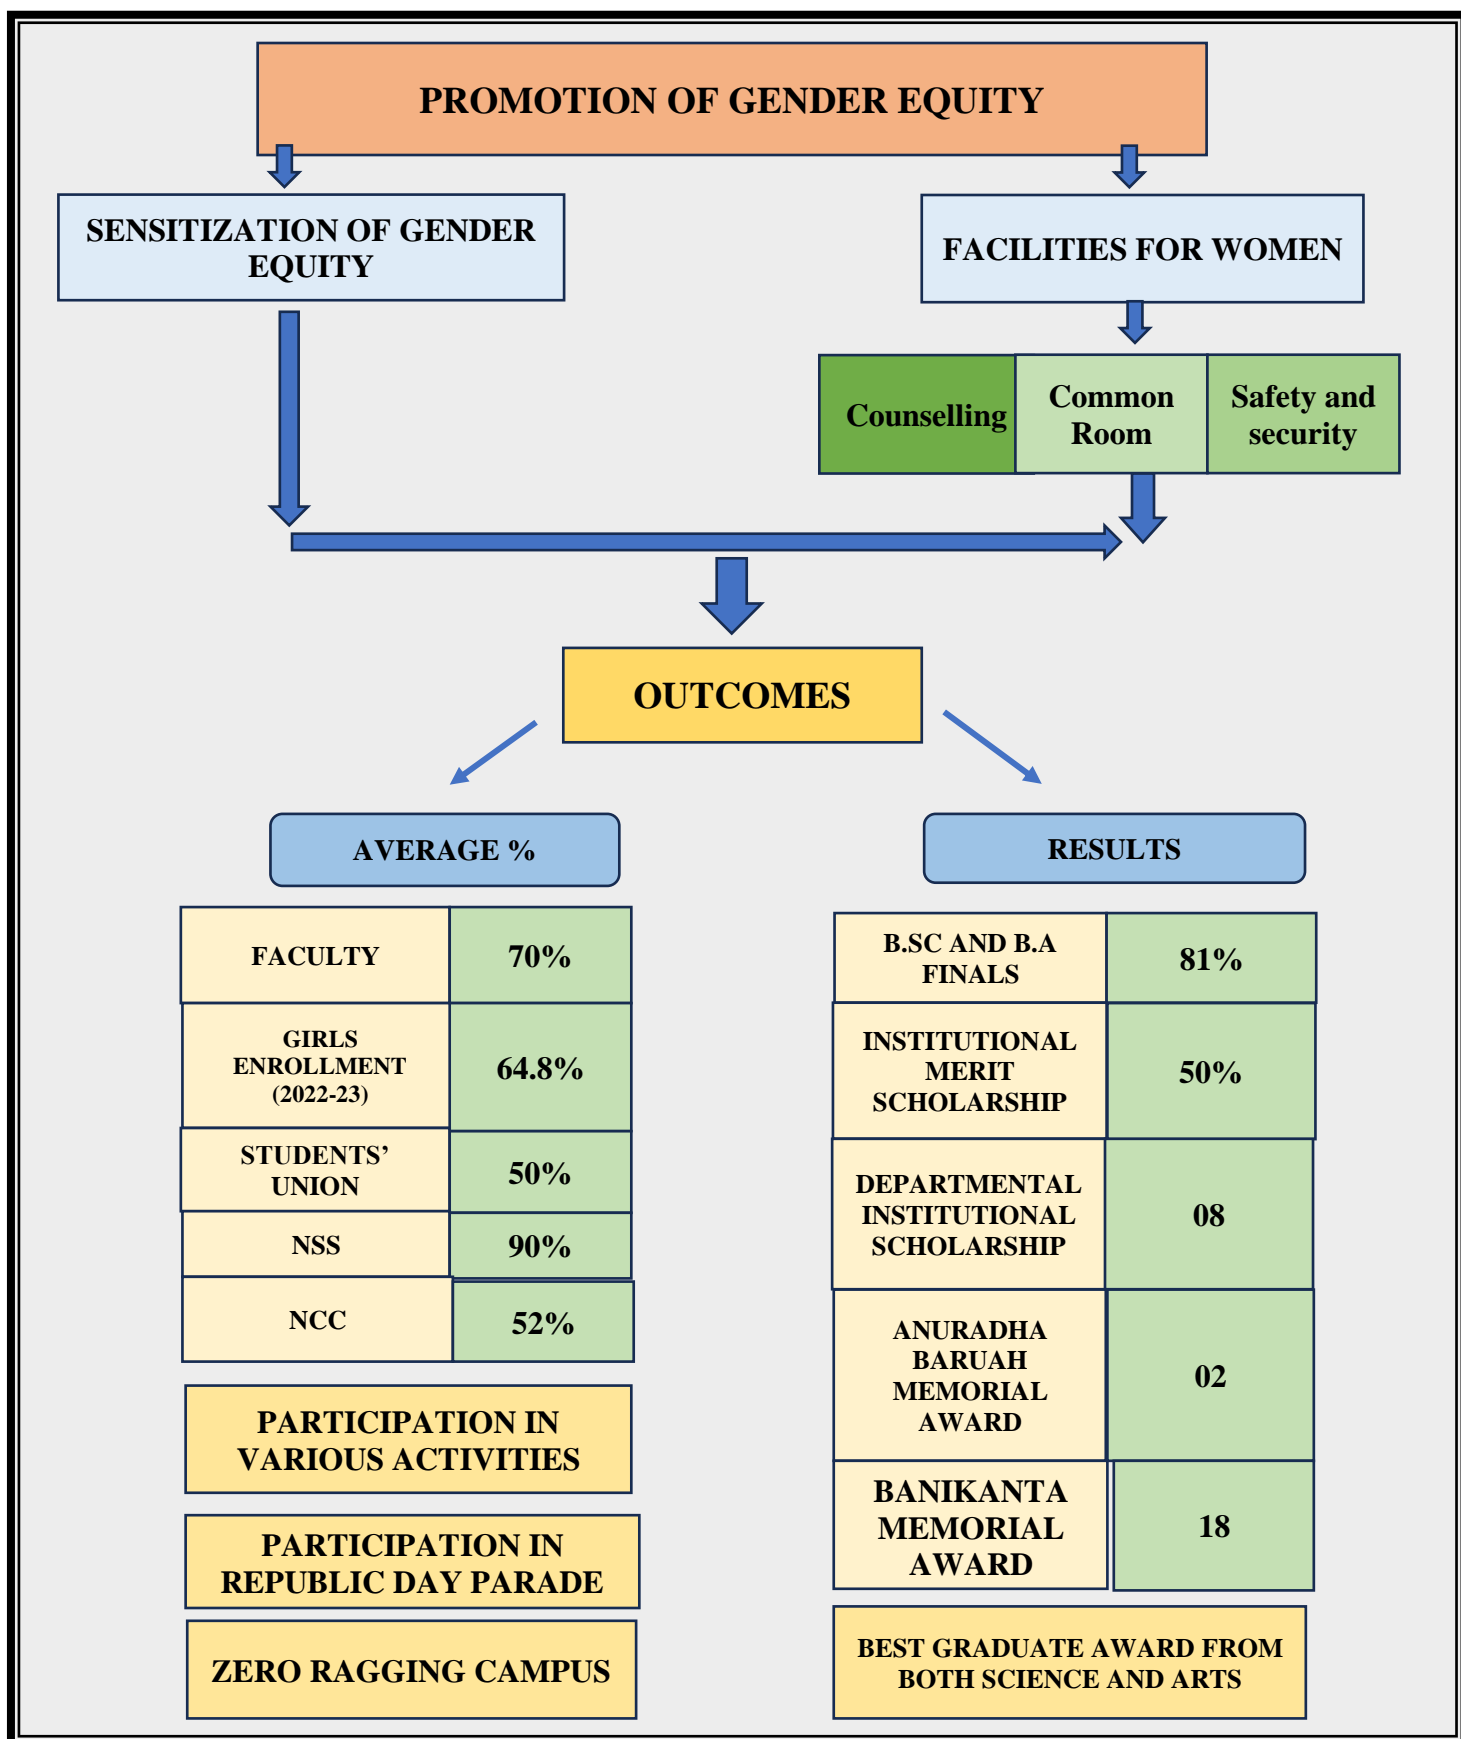 PROMOTION OF GENDER EQUITY
SENSITIZATION OF GENDER
EQUITY
FACILITIES FOR WOMEN
Counselling
Common
Room
Safety and
security
OUTCOMES
AVERAGE %
FACULTY
70%
GIRLS
ENROLLMENT
(2022-23)
64.8%
STUDENTS’
UNION
50%
NSS
90%
NCC
52%
PARTICIPATION IN
VARIOUS ACTIVITIES
PARTICIPATION IN
REPUBLIC DAY PARADE
ZERO RAGGING CAMPUS
RESULTS
B.SC AND B.A
FINALS
81%
INSTITUTIONAL
MERIT
SCHOLARSHIP
50%
DEPARTMENTAL
INSTITUTIONAL
SCHOLARSHIP
08
ANURADHA
BARUAH
MEMORIAL
AWARD
02
BANIKANTA
MEMORIAL
AWARD
18
BEST GRADUATE AWARD FROM
BOTH SCIENCE AND ARTS